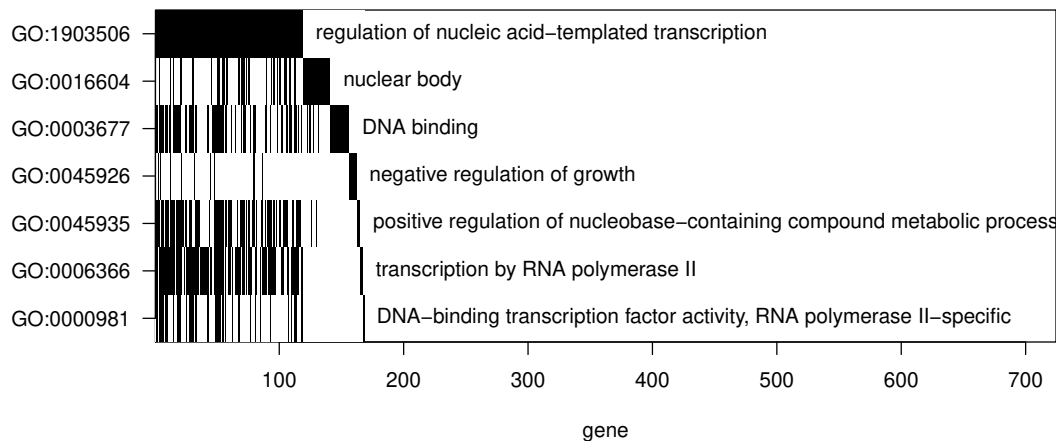 GO:1903506 regulation of nucleic acid−templated transcription
GO:0016604 nuclear body
GO:0003677 DNA binding
GO:0045926 negative regulation of growth
GO:0045935 positive regulation of nucleobase−containing compound metabolic process
GO:0006366 transcription by RNA polymerase II
GO:0000981 DNA−binding transcription factor activity, RNA polymerase II−specific
100 200 300 400 500 600 700
gene